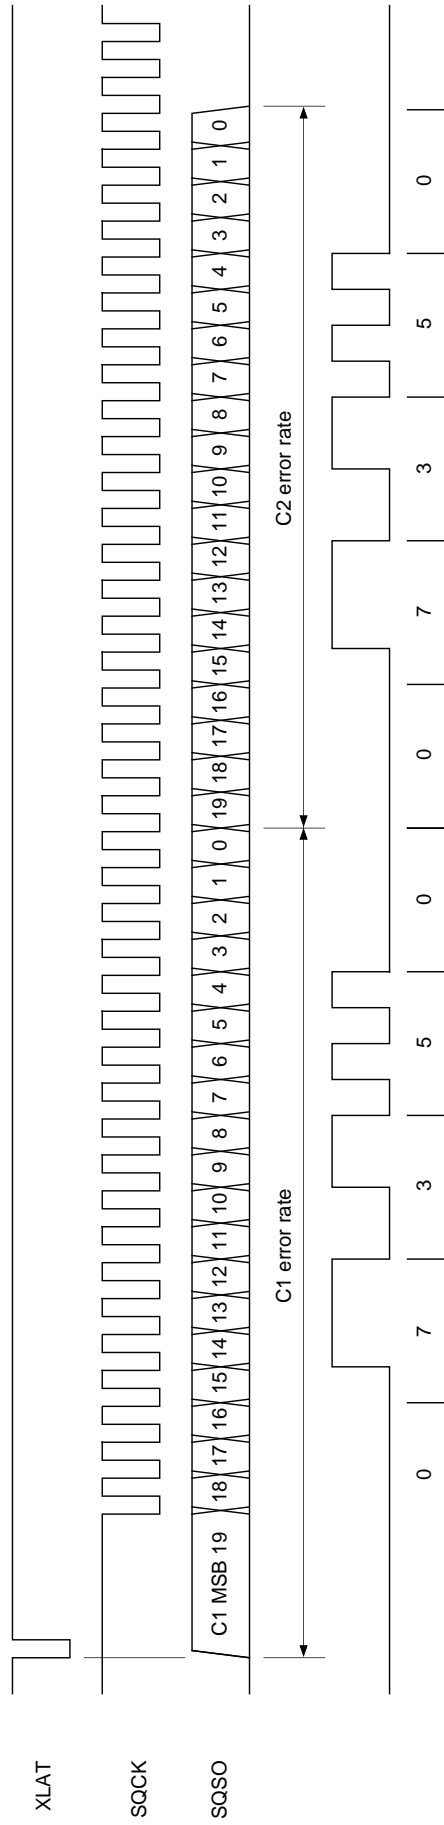 XLAT
SQCK
SQSO
C1 MSB 19 18 17 16 15 14 13 12 11 10 9 8 7 6 5 4 3 2 1 0 19 18 17 16 15 14 13 12 11 10 9 8 7 6 5 4 3 2 1 0
C1 error rate C2 error rate
0 7 3 5 0 0 7 3 5 0